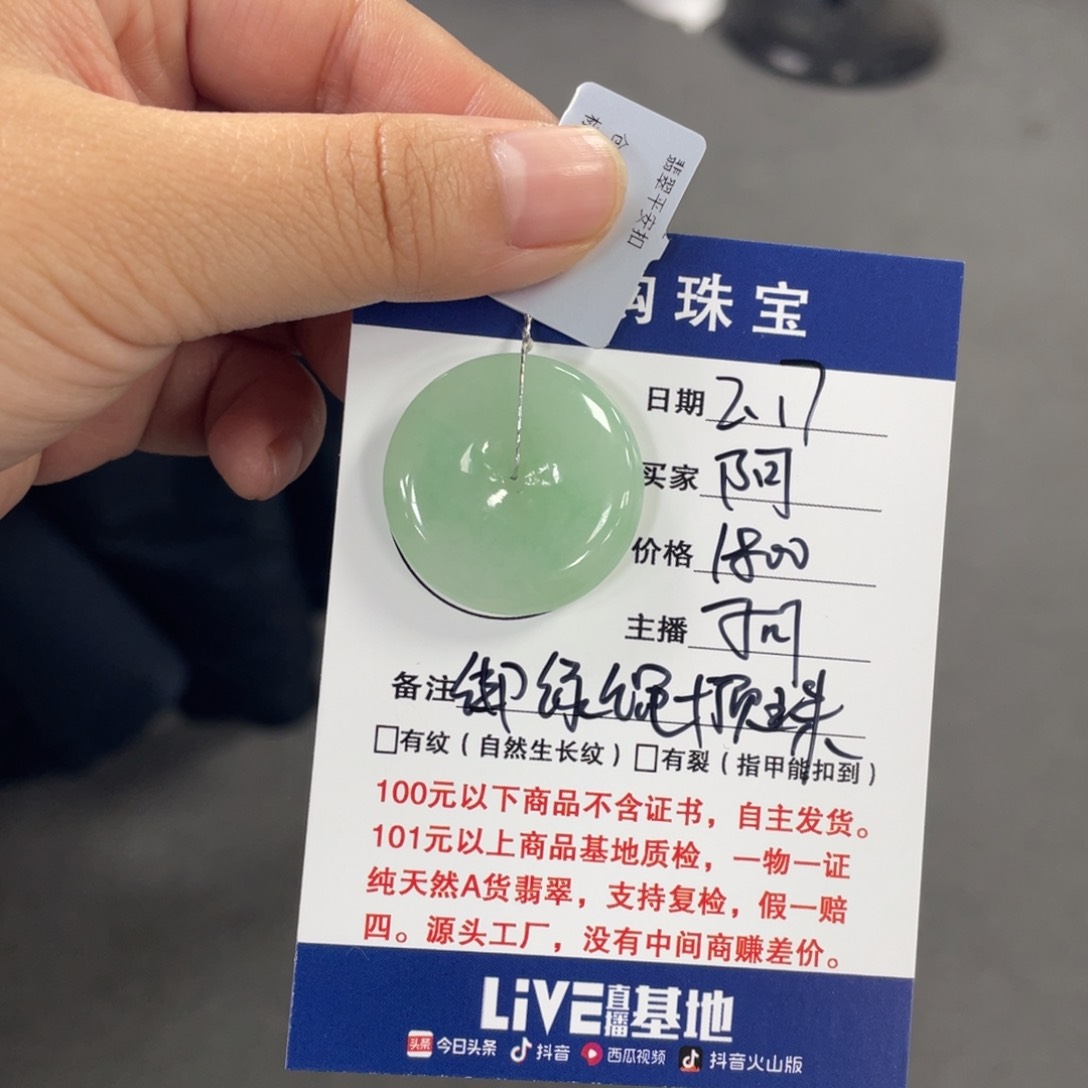 翡翠平安扣
珠宝
日期 2.17
买家 阿
价格 1800
主播
备注 绿绳+顶珠
□有纹（自然生长纹）□有裂（指甲能扣到）
100元以下商品不含证书，自主发货。
101元以上商品基地质检，一物一证
纯天然A货翡翠，支持复检，假一赔
四。源头工厂，没有中间商赚差价。
LiVE直播基地
头条 今日头条 抖音 西瓜视频 抖音火山版